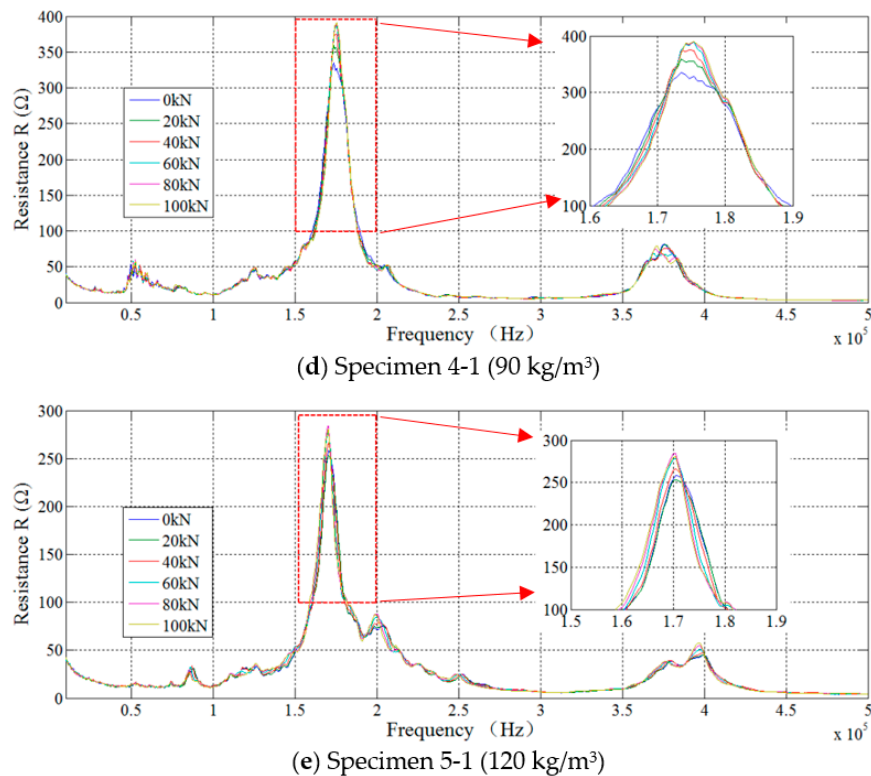 400
350
300
250
200
150
100
50
0
Resistance R (Ω)
0kN
20kN
40kN
60kN
80kN
100kN
400
300
200
100
1.6 1.7 1.8 1.9
0.5 1 1.5 2 2.5 3 3.5 4 4.5 5
Frequency （Hz）
x 10⁵
(d) Specimen 4-1 (90 kg/m³)
300
250
200
150
100
50
0
Resistance R (Ω)
0kN
20kN
40kN
60kN
80kN
100kN
300
250
200
150
100
1.5 1.6 1.7 1.8 1.9
0.5 1 1.5 2 2.5 3 3.5 4 4.5 5
Frequency （Hz）
x 10⁵
(e) Specimen 5-1 (120 kg/m³)